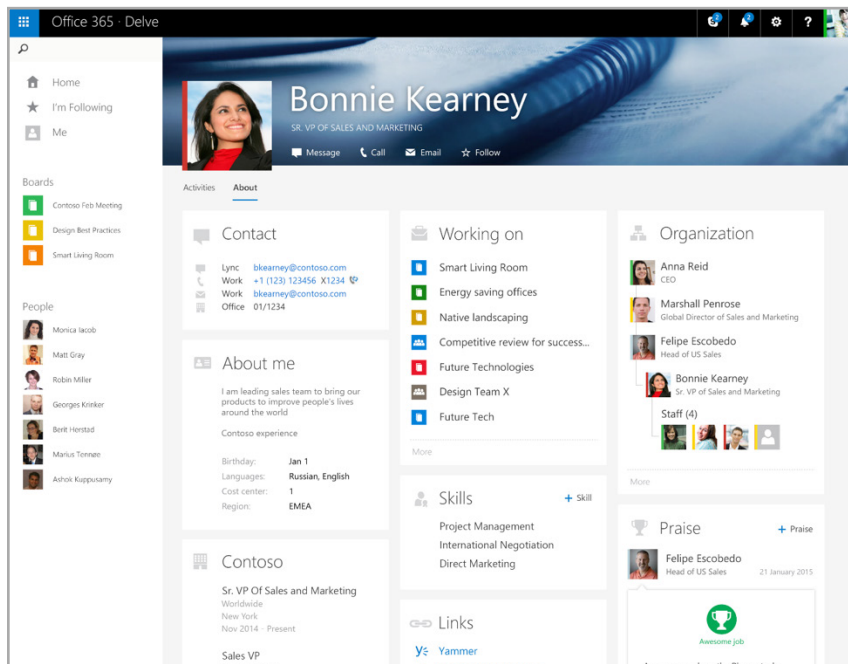 Office 365 · Delve
2
2
?
Home
I'm Following
Me
Boards
Contoso Feb Meeting
Design Best Practices
Smart Living Room
People
Monica Iacob
Matt Gray
Robin Miller
Georges Krinker
Berit Herstad
Marius Tennøe
Ashok Kuppusamy
Bonnie Kearney
SR. VP OF SALES AND MARKETING
Message Call Email Follow
Activities About
Contact
Lync bkearney@contoso.com
Work +1 (123) 123456 X1234
Work bkearney@contoso.com
Office 01/1234
About me
I am leading sales team to bring our
products to improve people's lives
around the world
Contoso experience
Birthday: Jan 1
Languages: Russian, English
Cost center: 1
Region: EMEA
Contoso
Sr. VP Of Sales and Marketing
Worldwide
New York
Nov 2014 - Present
Sales VP
Working on
Smart Living Room
Energy saving offices
Native landscaping
Competitive review for success...
Future Technologies
Design Team X
Future Tech
More
Skills + Skill
Project Management
International Negotiation
Direct Marketing
Links
Yammer
Organization
Anna Reid
CEO
Marshall Penrose
Global Director of Sales and Marketing
Felipe Escobedo
Head of US Sales
Bonnie Kearney
Sr. VP of Sales and Marketing
Staff (4)
More
Praise + Praise
Felipe Escobedo
Head of US Sales 21 January 2015
Awesome job